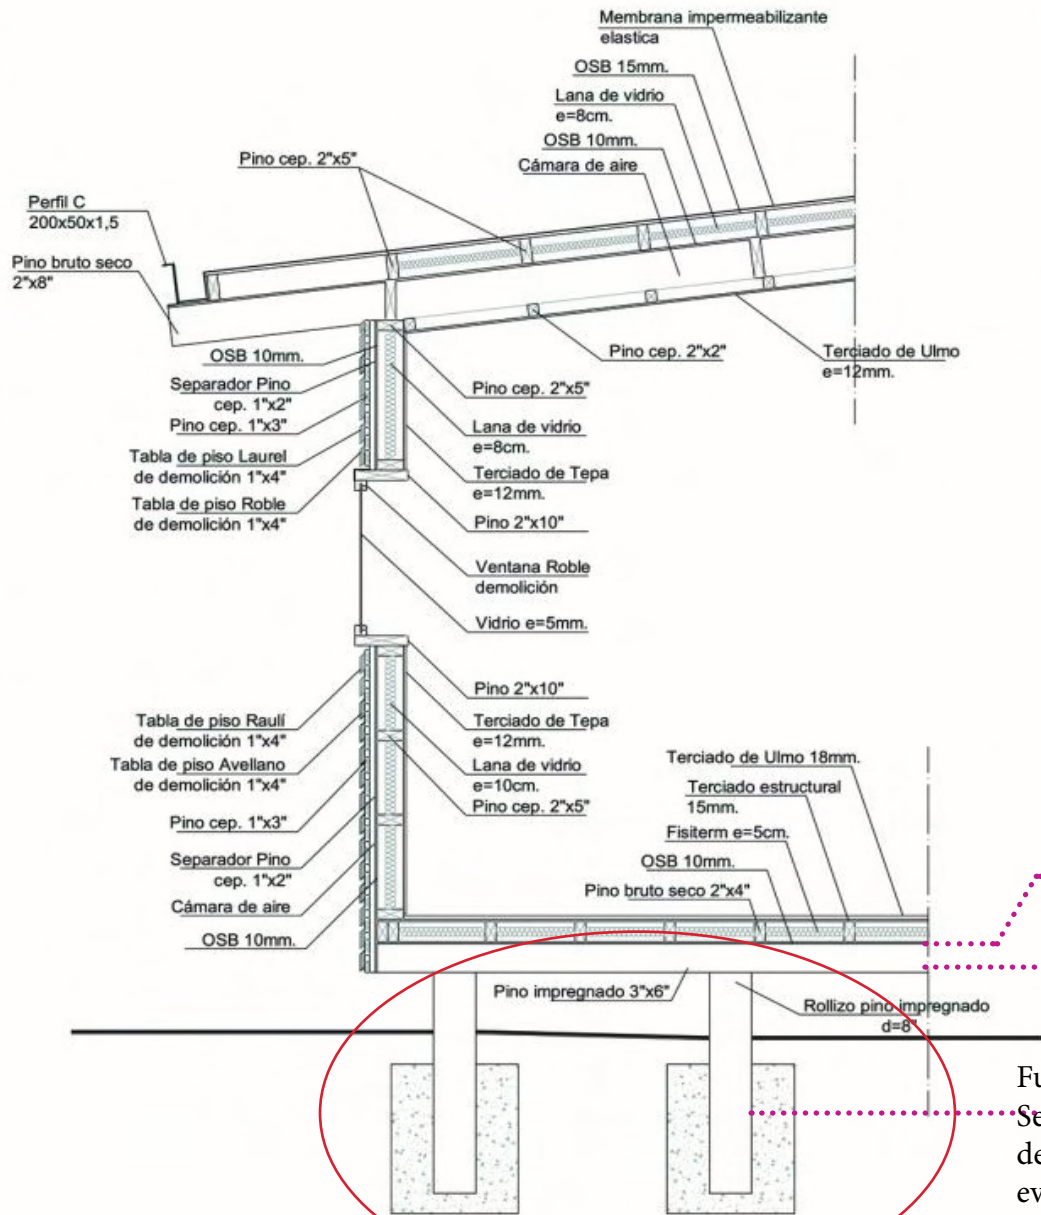 Membrana impermeabilizante
elastica
OSB 15mm.
Lana de vidrio
e=8cm.
OSB 10mm.
Cámara de aire
Pino cep. 2"x5"
Perfil C
200x50x1,5
Pino bruto seco
2"x8"
Pino cep. 2"x2"
Terciado de Ulmo
e=12mm.
OSB 10mm.
Separador Pino
cep. 1"x2"
Pino cep. 1"x3"
Tabla de piso Laurel
de demolición 1"x4"
Tabla de piso Roble
de demolición 1"x4"
Pino cep. 2"x5"
Lana de vidrio
e=8cm.
Terciado de Tepa
e=12mm.
Pino 2"x10"
Ventana Roble
demolición
Vidrio e=5mm.
Pino 2"x10"
Terciado de Tepa
e=12mm.
Lana de vidrio
e=10cm.
Pino cep. 2"x5"
Tabla de piso Raulí
de demolición 1"x4"
Tabla de piso Avellano
de demolición 1"x4"
Pino cep. 1"x3"
Separador Pino
cep. 1"x2"
Cámara de aire
OSB 10mm.
Terciado de Ulmo 18mm.
Terciado estructural
15mm.
Fisiterm e=5cm.
OSB 10mm.
Pino bruto seco 2"x4"
Pino impregnado 3"x6"
Rollizo pino impregnado
d=8"
Fu
Se
de
ev